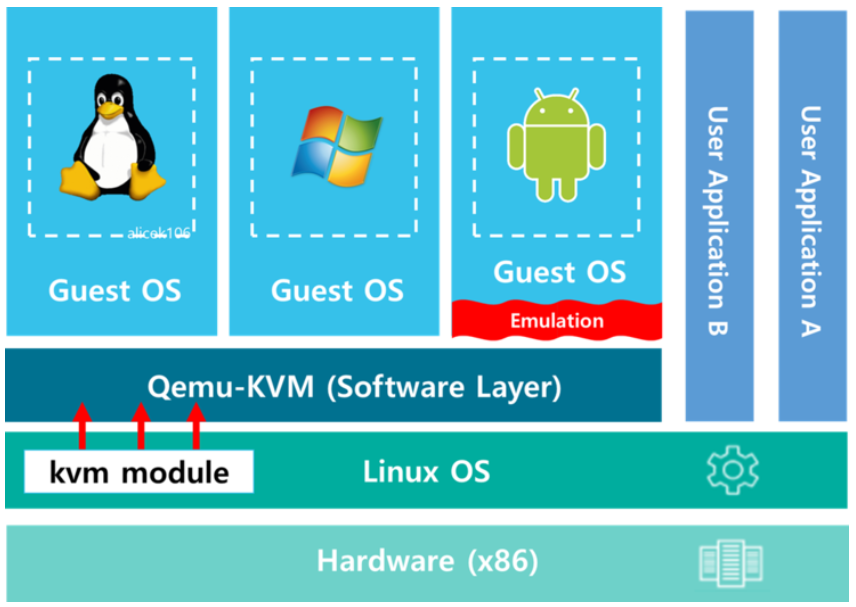 alicek106
Guest OS
Guest OS
Guest OS
Emulation
User Application B
User Application A
Qemu-KVM (Software Layer)
kvm module
Linux OS
Hardware (x86)